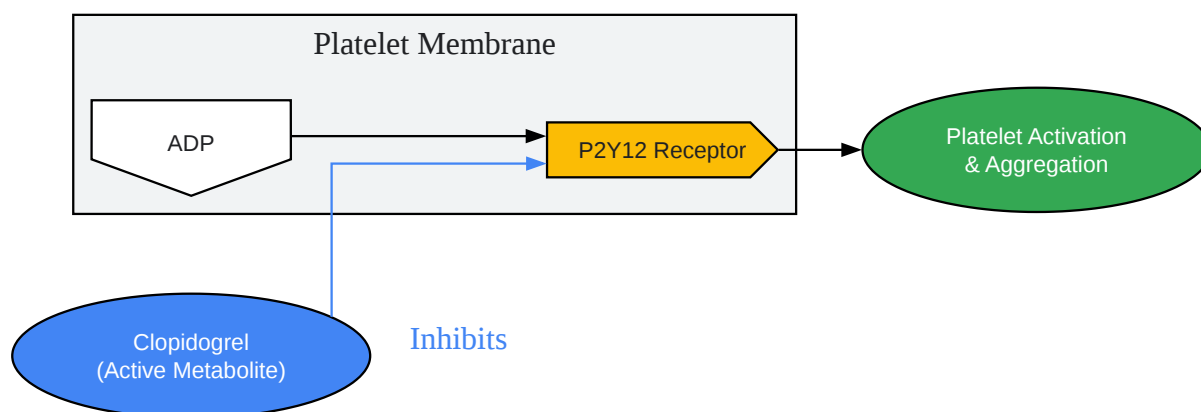 Platelet Membrane
ADP
P2Y12 Receptor
Platelet Activation
& Aggregation
Clopidogrel
(Active Metabolite)
Inhibits